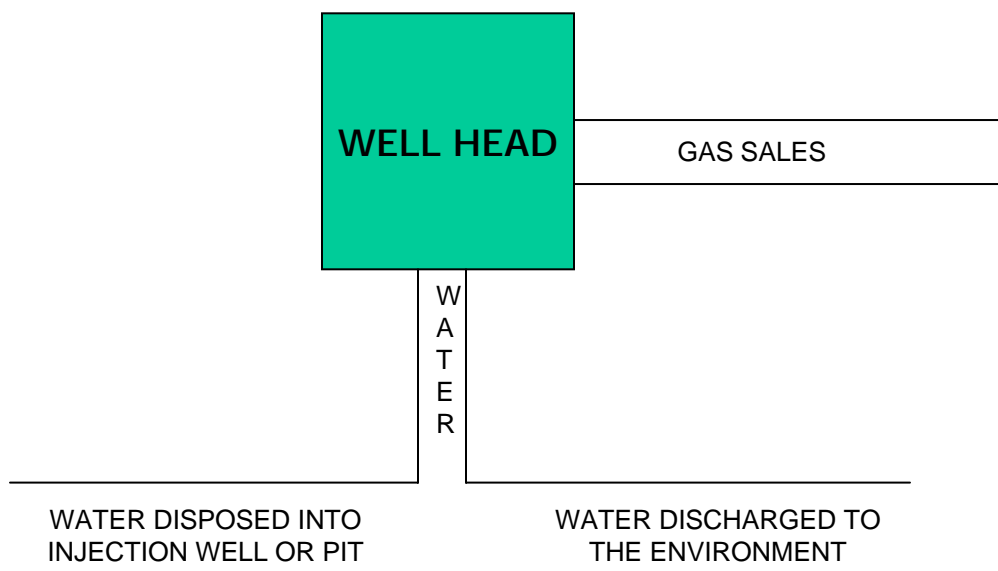 WELL HEAD
GAS SALES
W
A
T
E
R
WATER DISPOSED INTO
INJECTION WELL OR PIT
WATER DISCHARGED TO
THE ENVIRONMENT